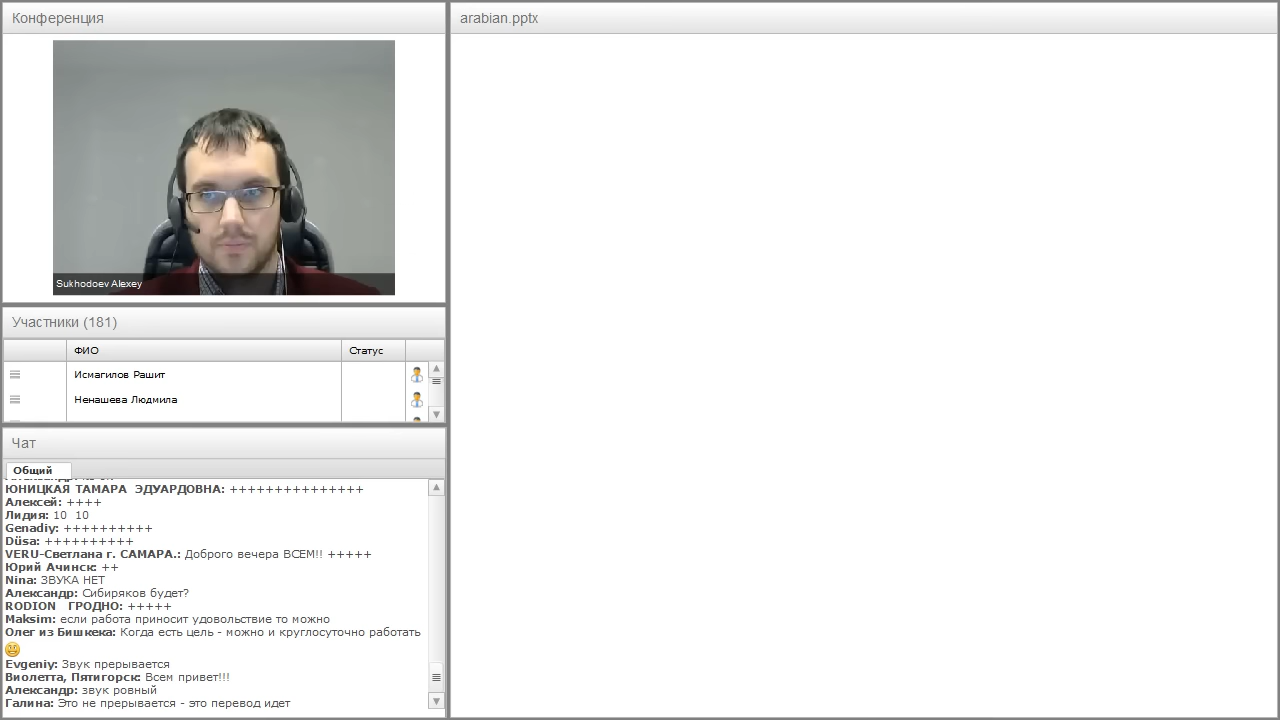 Конференция
arabian.pptx
Sukhodoev Alexey
Участники (181)
ФИО
Статус
Исмагилов Рашит
Ненашева Людмила
Чат
Общий
ЮНИЦКАЯ ТАМАРА ЭДУАРДОВНА: +++++++++++++++
Алексей: ++++
Лидия: 10 10
Genadiy: ++++++++++
Düsa: ++++++++++
VERU-Светлана г. САМАРА.: Доброго вечера ВСЕМ!! +++++
Юрий Ачинск: ++
Nina: ЗВУКА НЕТ
Александр: Сибиряков будет?
RODION ГРОДНО: +++++
Maksim: если работа приносит удовольствие то можно
Олег из Бишкека: Когда есть цель - можно и круглосуточно работать
Evgeniy: Звук прерывается
Виолетта, Пятигорск: Всем привет!!!
Александр: звук ровный
Галина: Это не прерывается - это перевод идет